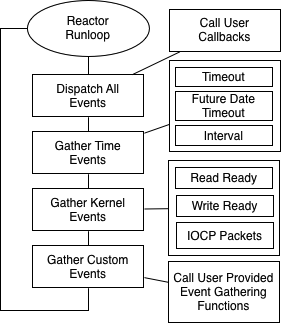 Reactor
Runloop
Call User
Callbacks
Dispatch All
Events
Timeout
Future Date
Timeout
Interval
Gather Time
Events
Read Ready
Write Ready
IOCP Packets
Gather Kernel
Events
Gather Custom
Events
Call User Provided
Event Gathering
Functions